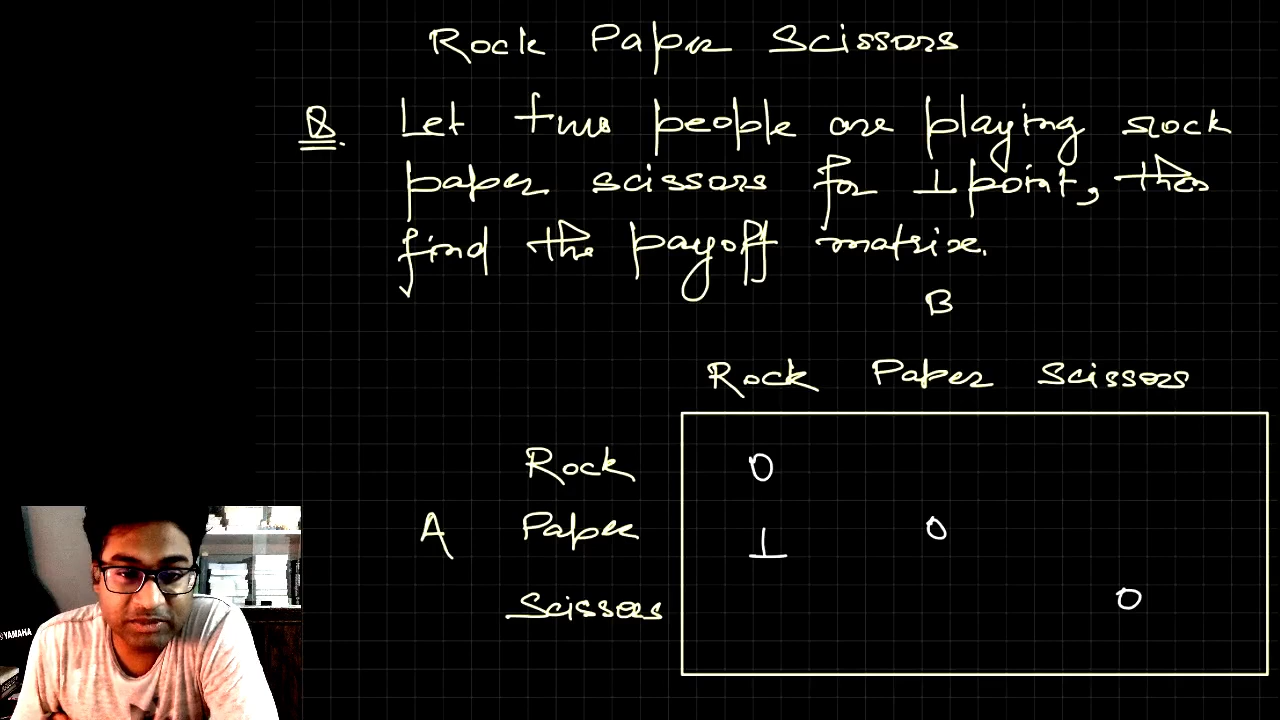 Rock Paper Scissors
Q. Let two people are playing rock
paper scissors for 1 point, then
find the payoff matrix.
B
Rock Paper Scissors
Rock 0
A Paper 1 0
Scissors 0
YAMAHA